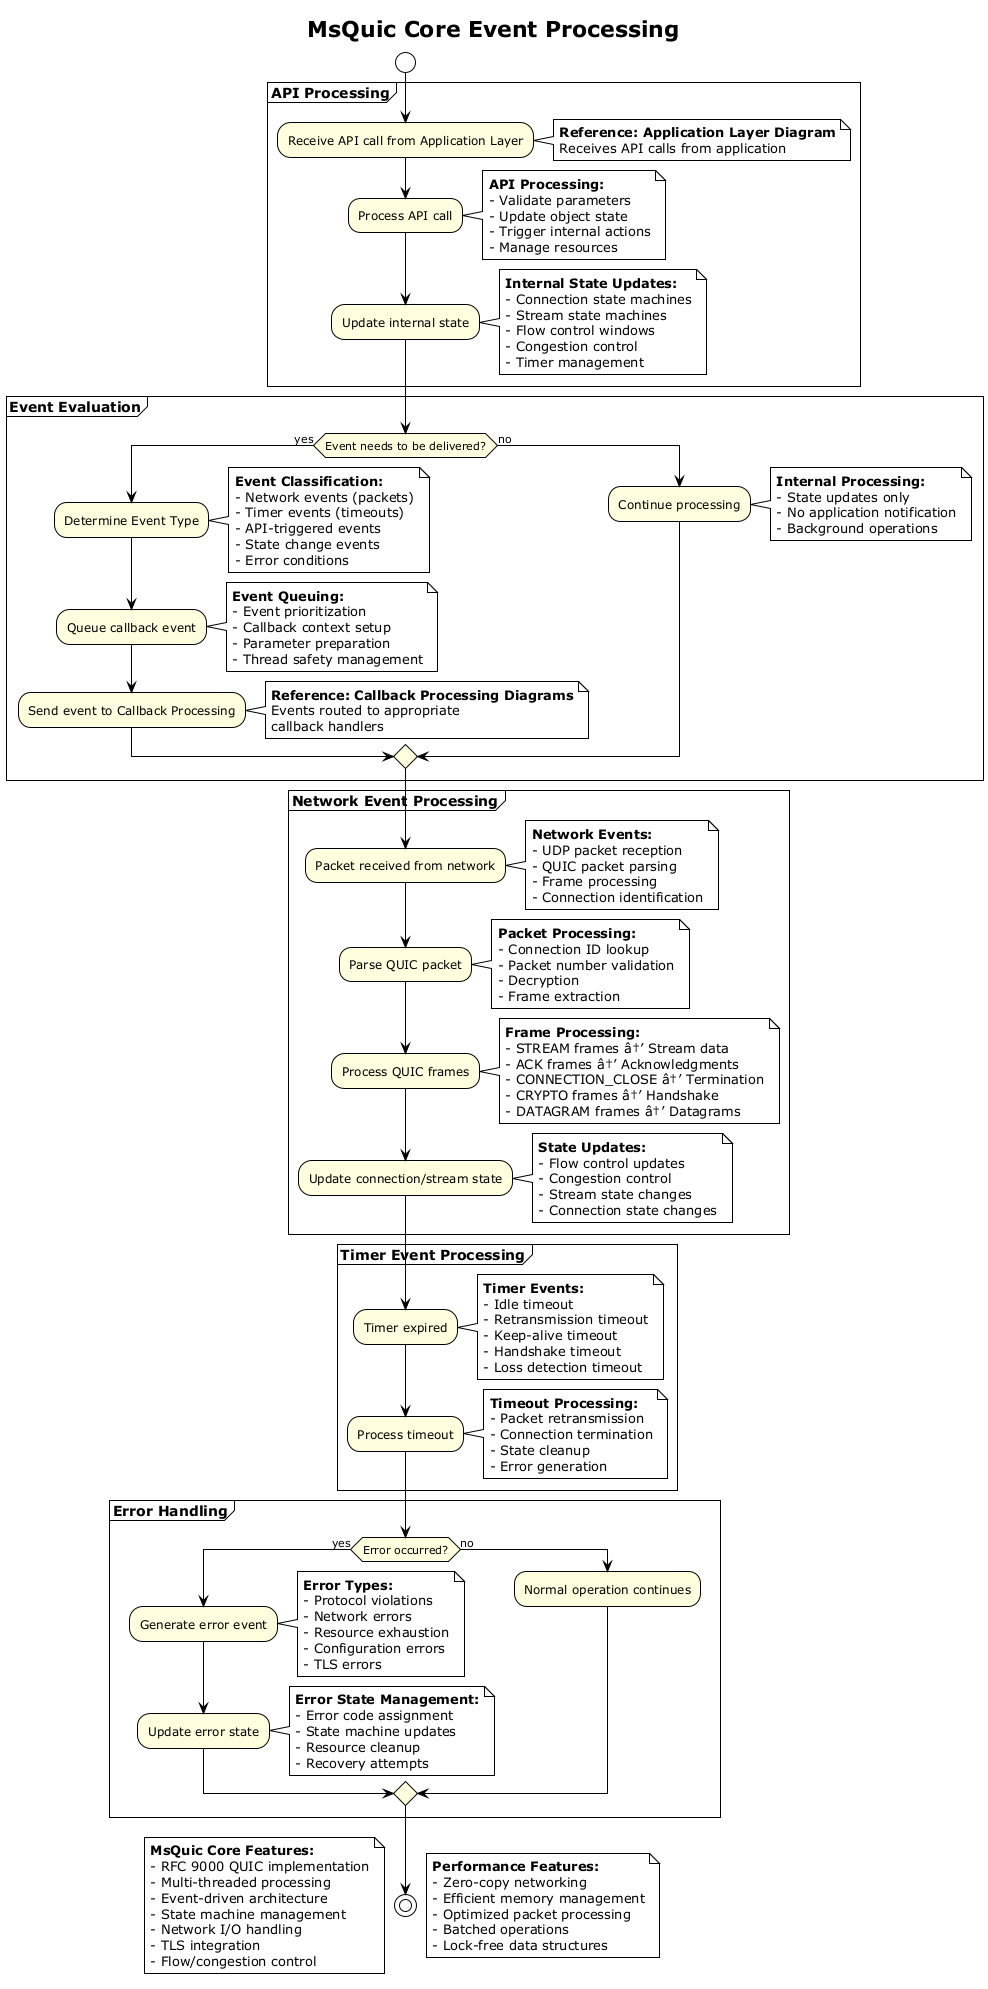 MsQuic Core Event Processing
API Processing
Receive API call from Application Layer
Reference: Application Layer Diagram
Receives API calls from application
Process API call
API Processing:
- Validate parameters
- Update object state
- Trigger internal actions
- Manage resources
Update internal state
Internal State Updates:
- Connection state machines
- Stream state machines
- Flow control windows
- Congestion control
- Timer management
Event Evaluation
yes
Event needs to be delivered?
no
Determine Event Type
Event Classification:
- Network events (packets)
- Timer events (timeouts)
- API-triggered events
- State change events
- Error conditions
Continue processing
Internal Processing:
- State updates only
- No application notification
- Background operations
Queue callback event
Event Queuing:
- Event prioritization
- Callback context setup
- Parameter preparation
- Thread safety management
Send event to Callback Processing
Reference: Callback Processing Diagrams
Events routed to appropriate
callback handlers
Network Event Processing
Packet received from network
Network Events:
- UDP packet reception
- QUIC packet parsing
- Frame processing
- Connection identification
Parse QUIC packet
Packet Processing:
- Connection ID lookup
- Packet number validation
- Decryption
- Frame extraction
Process QUIC frames
Frame Processing:
- STREAM frames â†’ Stream data
- ACK frames â†’ Acknowledgments
- CONNECTION_CLOSE â†’ Termination
- CRYPTO frames â†’ Handshake
- DATAGRAM frames â†’ Datagrams
Update connection/stream state
State Updates:
- Flow control updates
- Congestion control
- Stream state changes
- Connection state changes
Timer Event Processing
Timer expired
Timer Events:
- Idle timeout
- Retransmission timeout
- Keep-alive timeout
- Handshake timeout
- Loss detection timeout
Process timeout
Timeout Processing:
- Packet retransmission
- Connection termination
- State cleanup
- Error generation
Error Handling
yes
Error occurred?
no
Generate error event
Error Types:
- Protocol violations
- Network errors
- Resource exhaustion
- Configuration errors
- TLS errors
Normal operation continues
Update error state
Error State Management:
- Error code assignment
- State machine updates
- Resource cleanup
- Recovery attempts
MsQuic Core Features:
- RFC 9000 QUIC implementation
- Multi-threaded processing
- Event-driven architecture
- State machine management
- Network I/O handling
- TLS integration
- Flow/congestion control
Performance Features:
- Zero-copy networking
- Efficient memory management
- Optimized packet processing
- Batched operations
- Lock-free data structures